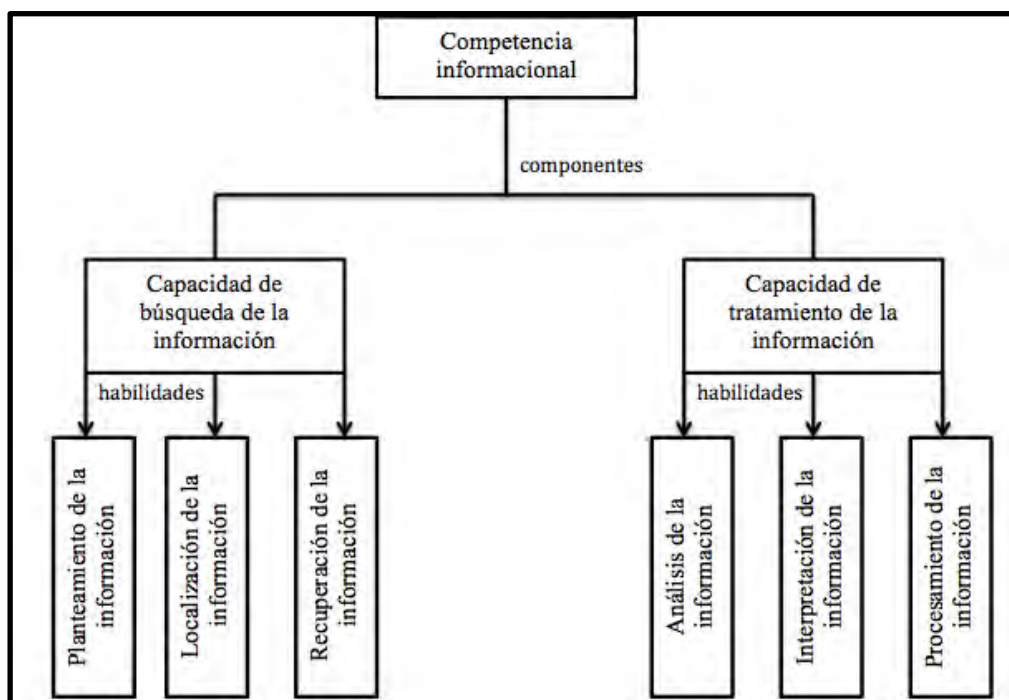 Competencia
informacional
componentes
Capacidad de
búsqueda de la
información
Capacidad de
tratamiento de la
información
habilidades
habilidades
Planteamiento de la
información
Localización de la
información
Recuperación de la
información
Análisis de la
información
Interpretación de la
información
Procesamiento de la
información